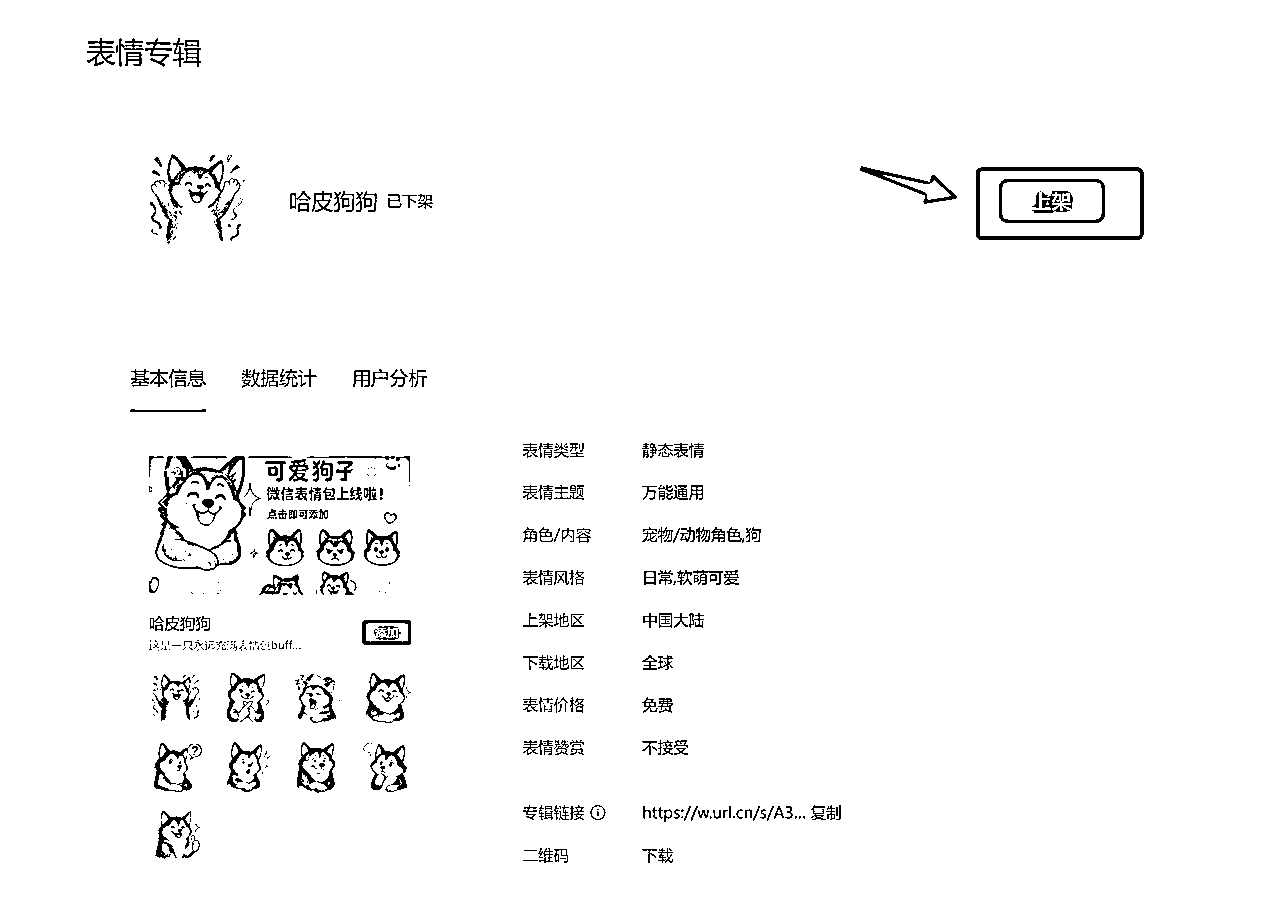 表情专辑
哈皮狗狗 已下架
上架
基本信息 数据统计 用户分析
可爱狗子
微信表情包上线啦!
点击即可添加
哈皮狗狗
添加
这是一只永远充满表情包buff...
表情类型 静态表情
表情主题 万能通用
角色/内容 宠物/动物角色,狗
表情风格 日常,软萌可爱
上架地区 中国大陆
下载地区 全球
表情价格 免费
表情赞赏 不接受
专辑链接 https://w.url.cn/s/A3... 复制
二维码 下载